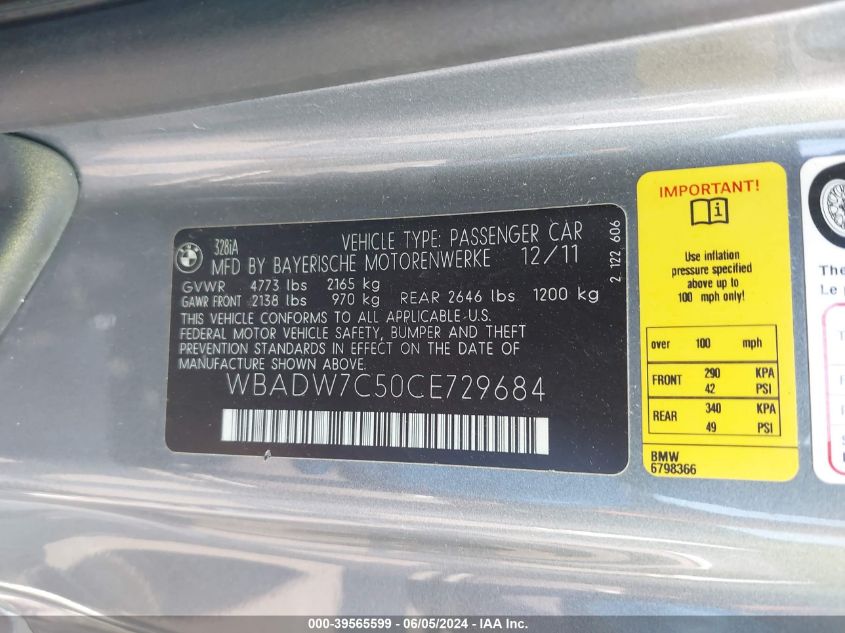 BMW
328iA VEHICLE TYPE: PASSENGER CAR
MFD BY BAYERISCHE MOTORENWERKE 12/11
GVWR 4773 lbs 2165 kg
GAWR FRONT 2138 lbs 970 kg REAR 2646 lbs 1200 kg
THIS VEHICLE CONFORMS TO ALL APPLICABLE U.S.
FEDERAL MOTOR VEHICLE SAFETY, BUMPER AND THEFT
PREVENTION STANDARDS IN EFFECT ON THE DATE OF
MANUFACTURE SHOWN ABOVE.
WBADW7C50CE729684
2 122 606
IMPORTANT!
Use inflation
pressure specified
above up to
100 mph only!
over 100 mph
FRONT 290 KPA
42 PSI
REAR 340 KPA
49 PSI
BMW
6798366
The
Le p
000-39565599 - 06/05/2024 - IAA Inc.